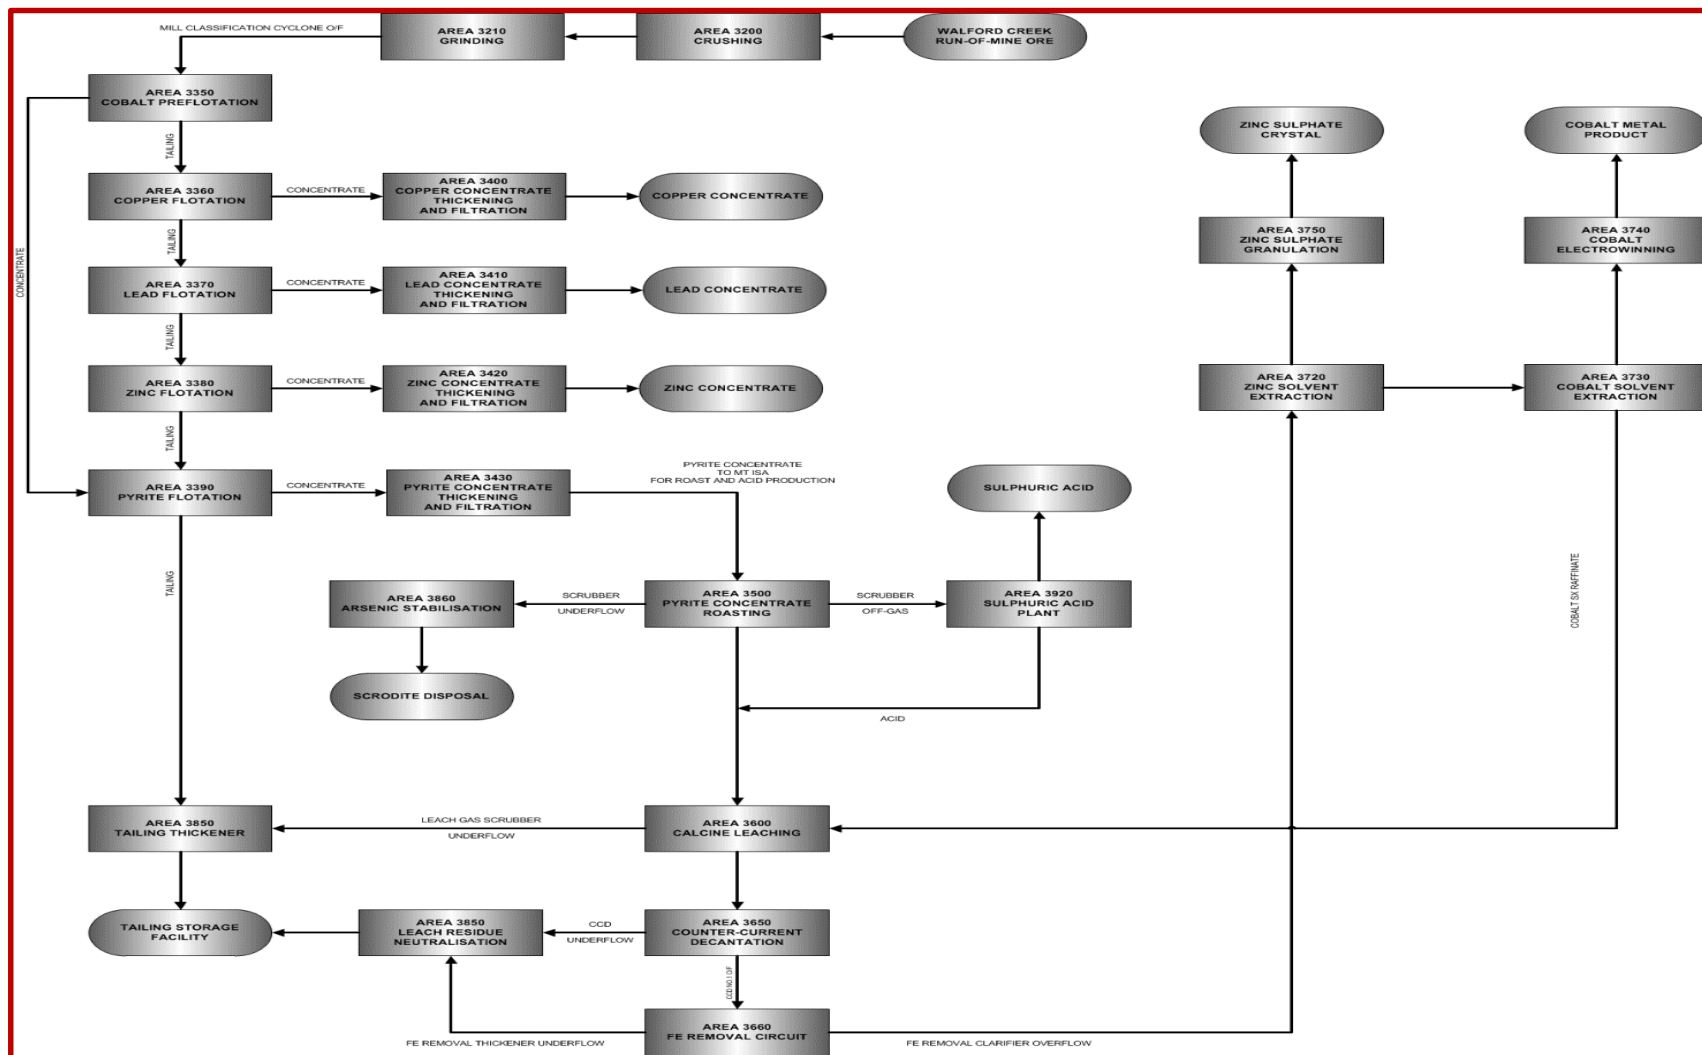 MILL CLASSIFICATION CYCLONE O/F
AREA 3210
GRINDING
AREA 3200
CRUSHING
WALFORD CREEK
RUN-OF-MINE ORE
AREA 3350
COBALT PREFLOTATION
TAILING
ZINC SULPHATE
CRYSTAL
COBALT METAL
PRODUCT
AREA 3360
COPPER FLOTATION
CONCENTRATE
AREA 3400
COPPER CONCENTRATE
THICKENING
AND FILTRATION
COPPER CONCENTRATE
TAILING
CONCENTRATE
AREA 3750
ZINC SULPHATE
GRANULATION
AREA 3740
COBALT
ELECTROWINNING
AREA 3370
LEAD FLOTATION
CONCENTRATE
AREA 3410
LEAD CONCENTRATE
THICKENING
AND FILTRATION
LEAD CONCENTRATE
TAILING
AREA 3380
ZINC FLOTATION
CONCENTRATE
AREA 3420
ZINC CONCENTRATE
THICKENING
AND FILTRATION
ZINC CONCENTRATE
AREA 3720
ZINC SOLVENT
EXTRACTION
AREA 3730
COBALT SOLVENT
EXTRACTION
TAILING
AREA 3390
PYRITE FLOTATION
CONCENTRATE
AREA 3430
PYRITE CONCENTRATE
THICKENING
AND FILTRATION
PYRITE CONCENTRATE
TO MT ISA
FOR ROAST AND ACID PRODUCTION
SULPHURIC ACID
TAILING
AREA 3860
ARSENIC STABILISATION
SCRUBBER
UNDERFLOW
AREA 3500
PYRITE CONCENTRATE
ROASTING
SCRUBBER
OFF-GAS
AREA 3920
SULPHURIC ACID
PLANT
COBALT SX RAFFINATE
SCRODITE DISPOSAL
ACID
AREA 3850
TAILING THICKENER
LEACH GAS SCRUBBER
UNDERFLOW
AREA 3600
CALCINE LEACHING
TAILING STORAGE
FACILITY
AREA 3850
LEACH RESIDUE
NEUTRALISATION
CCD
UNDERFLOW
AREA 3650
COUNTER-CURRENT
DECANTATION
CCD NO.1 O/F
AREA 3660
FE REMOVAL CIRCUIT
FE REMOVAL THICKENER UNDERFLOW
FE REMOVAL CLARIFIER OVERFLOW